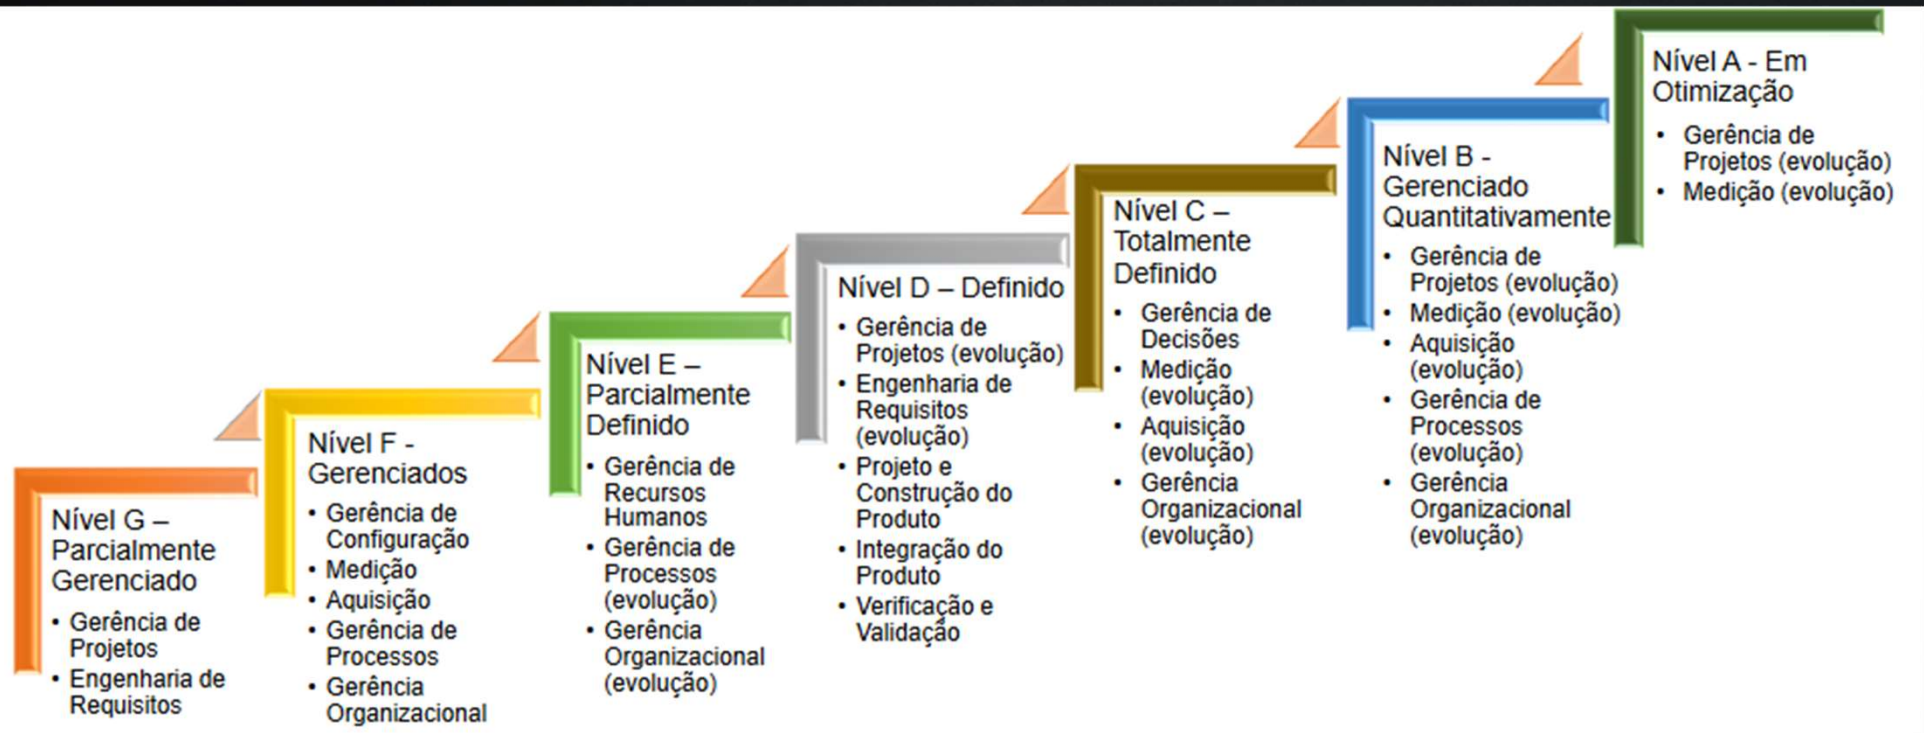 Nível G –
Parcialmente
Gerenciado
• Gerência de
Projetos
• Engenharia de
Requisitos
Nível F -
Gerenciados
• Gerência de
Configuração
• Medição
• Aquisição
• Gerência de
Processos
• Gerência
Organizacional
Nível E –
Parcialmente
Definido
• Gerência de
Recursos
Humanos
• Gerência de
Processos
(evolução)
• Gerência
Organizacional
(evolução)
Nível D – Definido
• Gerência de
Projetos (evolução)
• Engenharia de
Requisitos
(evolução)
• Projeto e
Construção do
Produto
• Integração do
Produto
• Verificação e
Validação
Nível C –
Totalmente
Definido
• Gerência de
Decisões
• Medição
(evolução)
• Aquisição
(evolução)
• Gerência
Organizacional
(evolução)
Nível B -
Gerenciado
Quantitativamente
• Gerência de
Projetos (evolução)
• Medição (evolução)
• Aquisição
(evolução)
• Gerência de
Processos
(evolução)
• Gerência
Organizacional
(evolução)
Nível A - Em
Otimização
• Gerência de
Projetos (evolução)
• Medição (evolução)